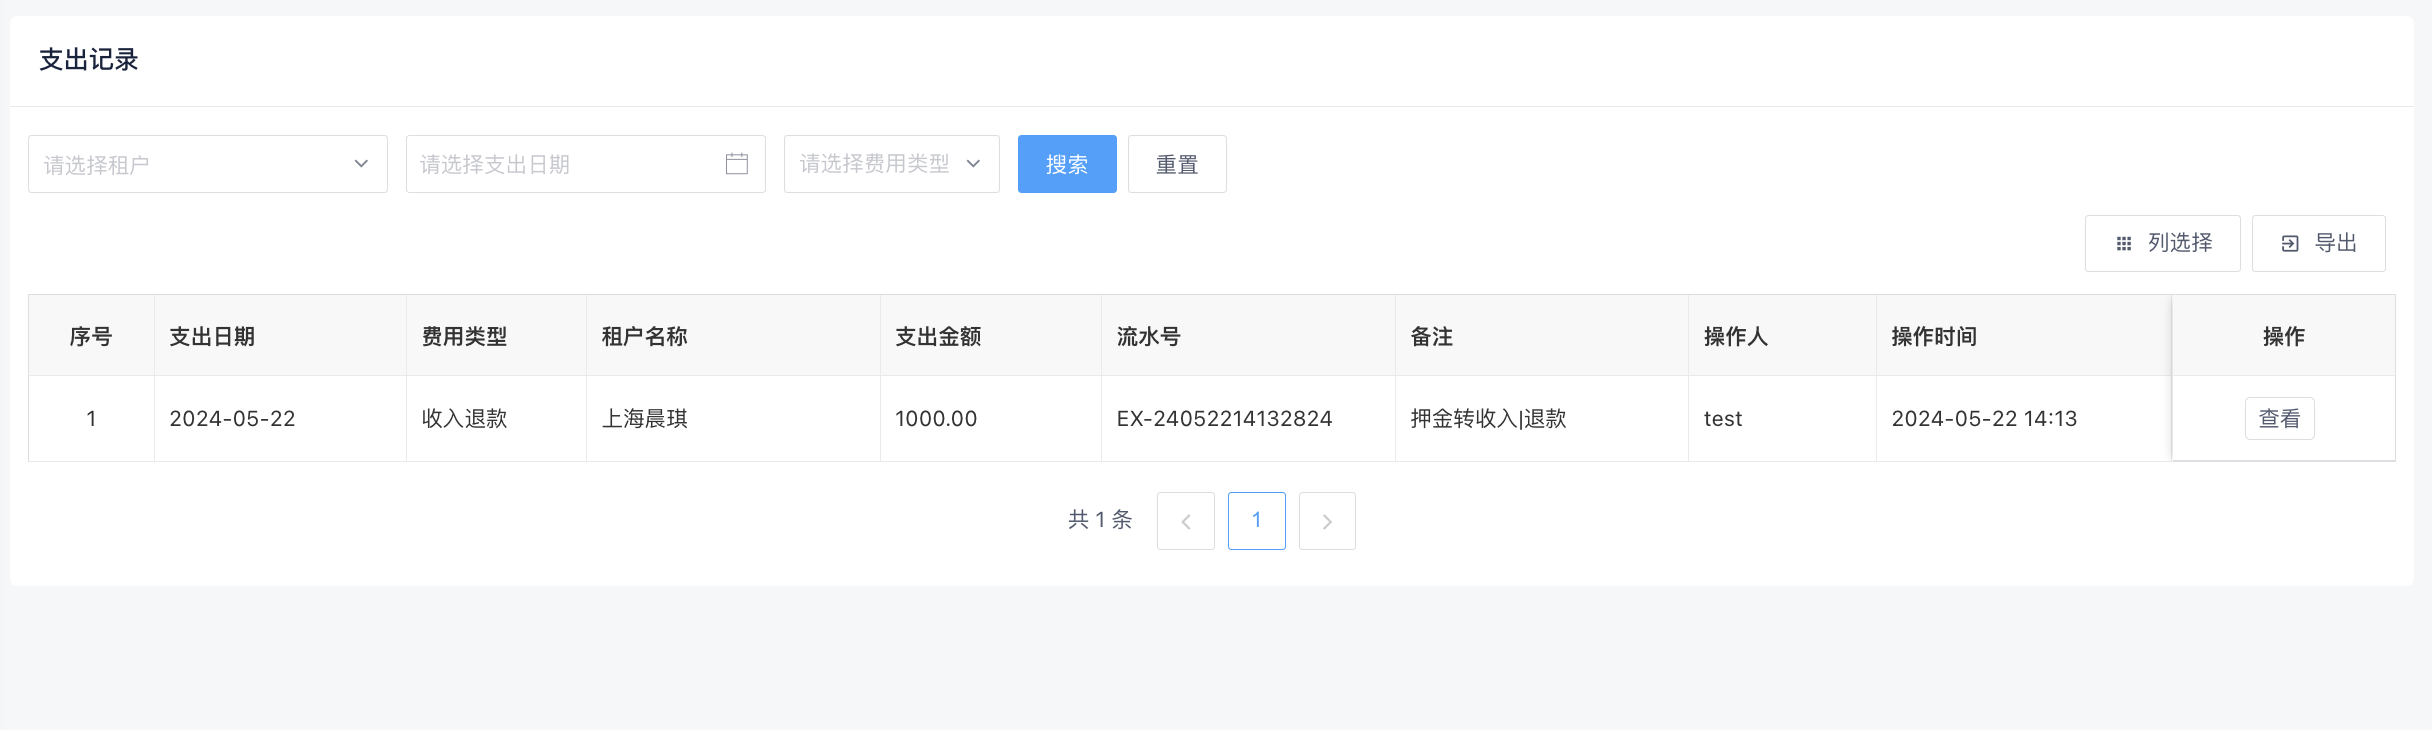 支出记录
请选择租户 请选择支出日期 请选择费用类型 搜索 重置
列选择 导出
序号 支出日期 费用类型 租户名称 支出金额 流水号 备注 操作人 操作时间 操作
1 2024-05-22 收入退款 上海晨琪 1000.00 EX-24052214132824 押金转收入|退款 test 2024-05-22 14:13 查看
共 1 条 1